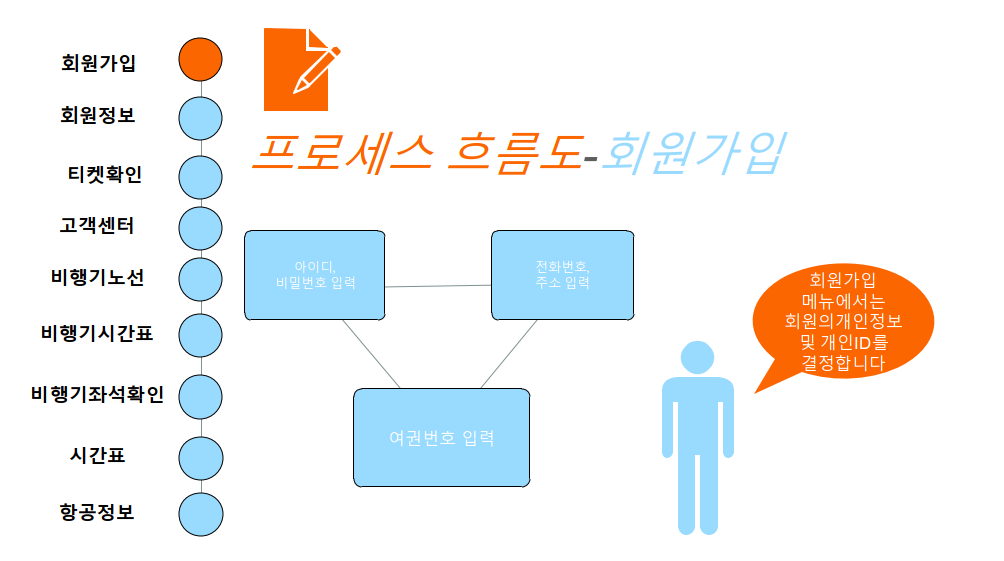 회원가입
회원정보
티켓확인
고객센터
비행기노선
비행기시간표
비행기좌석확인
시간표
항공정보
프로세스 흐름도-회원가입
아이디,
비밀번호 입력
전화번호,
주소 입력
여권번호 입력
회원가입
메뉴에서는
회원의개인정보
및 개인ID를
결정합니다